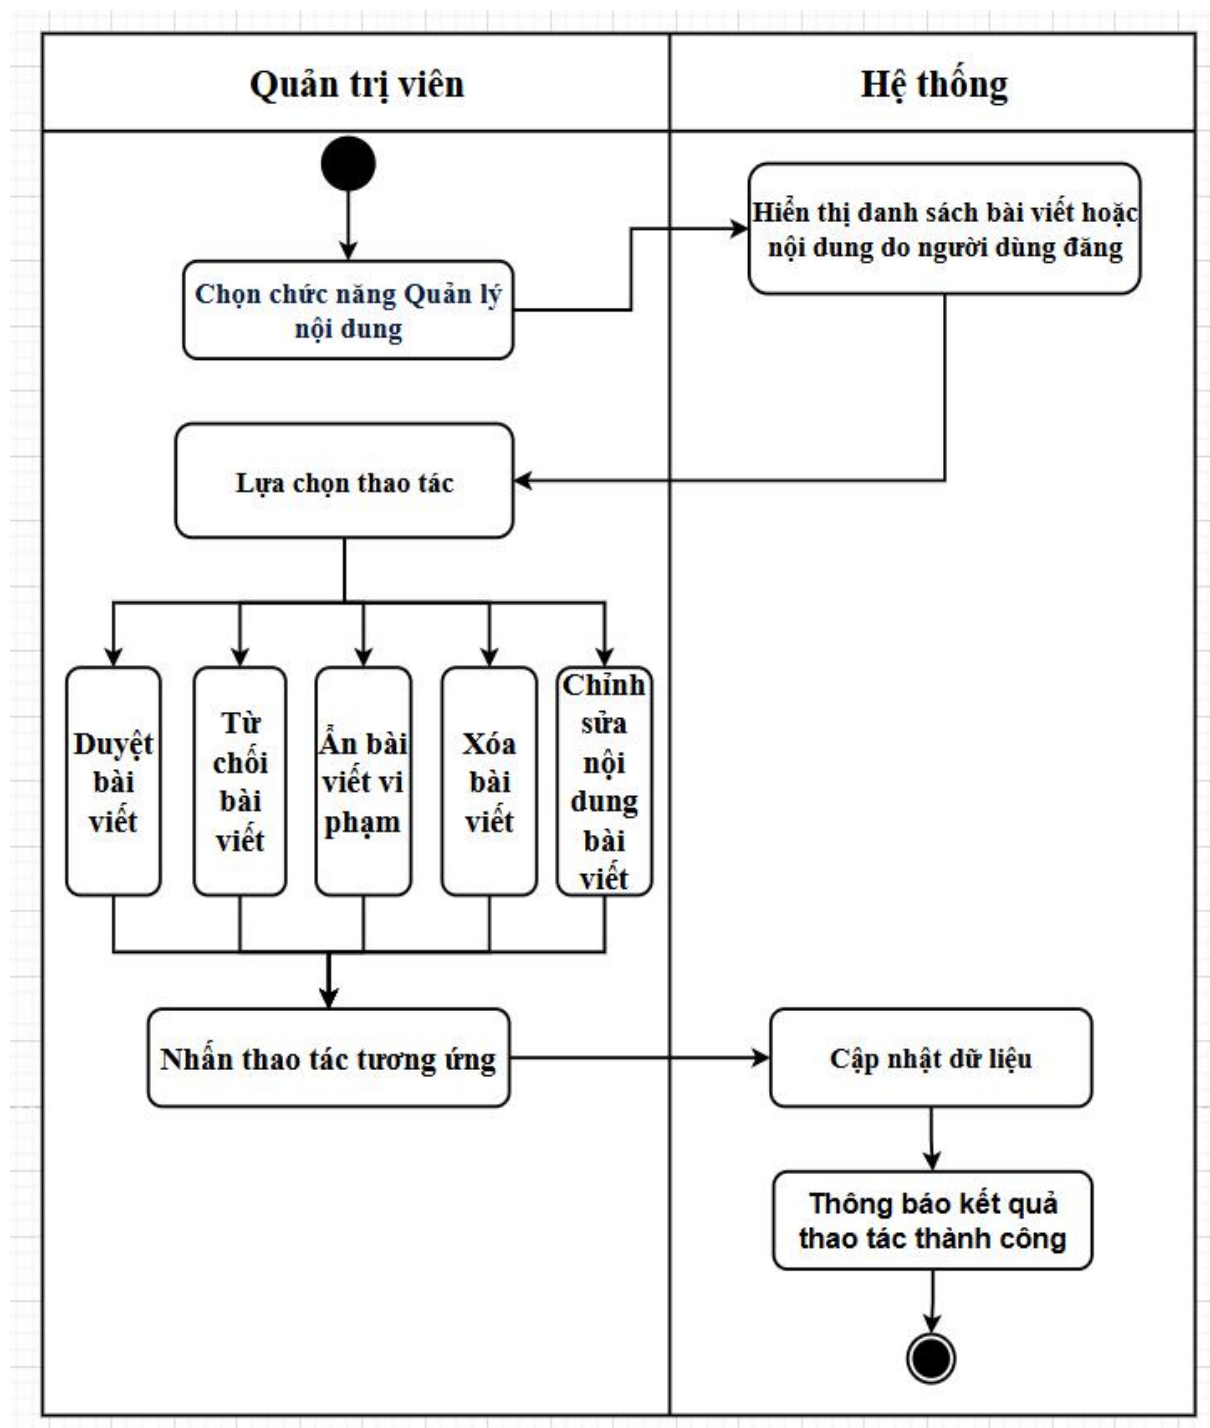 Quản trị viên
Hệ thống
Hiển thị danh sách bài viết hoặc
nội dung do người dùng đăng
Chọn chức năng Quản lý
nội dung
Lựa chọn thao tác
Duyệt
bài
viết
Từ
chối
bài
viết
Ẩn bài
viết vi
phạm
Xóa
bài
viết
Chỉnh
sửa
nội
dung
bài
viết
Nhấn thao tác tương ứng
Cập nhật dữ liệu
Thông báo kết quả
thao tác thành công